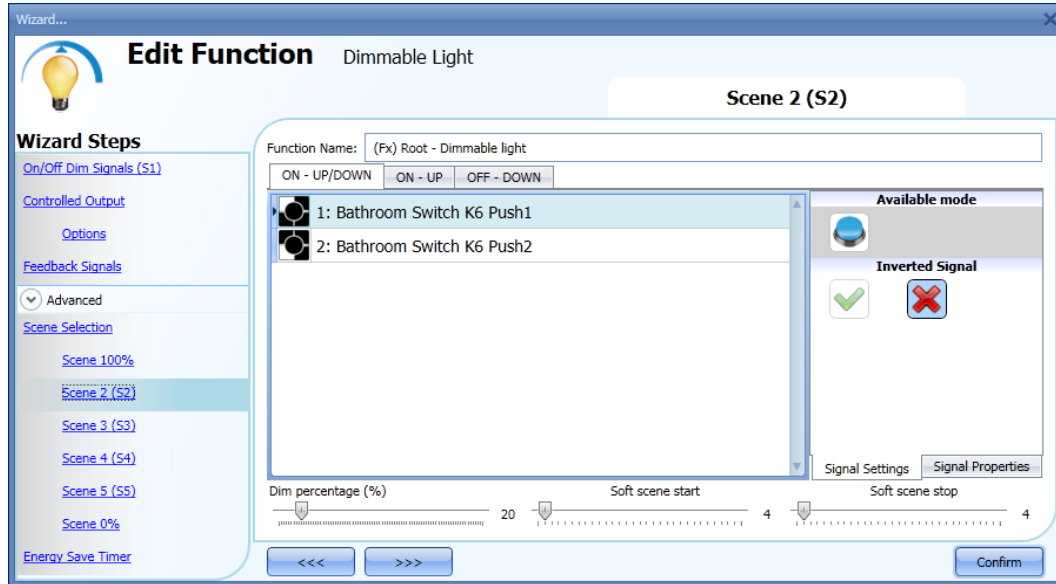 Wizard...
Edit Function Dimmable Light
Scene 2 (S2)
Wizard Steps
On/Off Dim Signals (S1)
Controlled Output
Options
Feedback Signals
Advanced
Scene Selection
Scene 100%
Scene 2 (S2)
Scene 3 (S3)
Scene 4 (S4)
Scene 5 (S5)
Scene 0%
Energy Save Timer
Function Name: (Fx) Root - Dimmable light
ON - UP/DOWN ON - UP OFF - DOWN
1: Bathroom Switch K6 Push1
2: Bathroom Switch K6 Push2
Available mode
Inverted Signal
Signal Settings Signal Properties
Dim percentage (%) Soft scene start Soft scene stop
20 4 4
<<< >>> Confirm